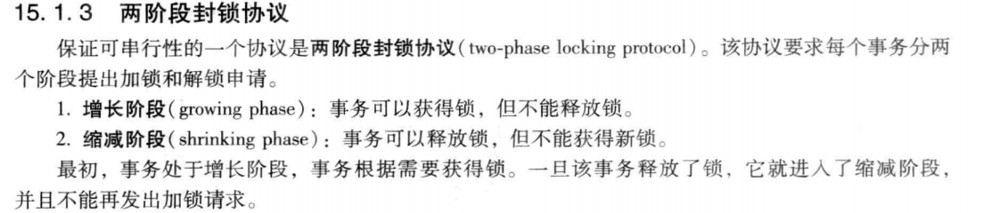 15.1.3 两阶段封锁协议
保证可串行性的一个协议是两阶段封锁协议(two-phase locking protocol)。该协议要求每个事务分两
个阶段提出加锁和解锁申请。
1. 增长阶段(growing phase)：事务可以获得锁，但不能释放锁。
2. 缩减阶段(shrinking phase)：事务可以释放锁，但不能获得新锁。
最初，事务处于增长阶段，事务根据需要获得锁。一旦该事务释放了锁，它就进入了缩减阶段，
并且不能再发出加锁请求。